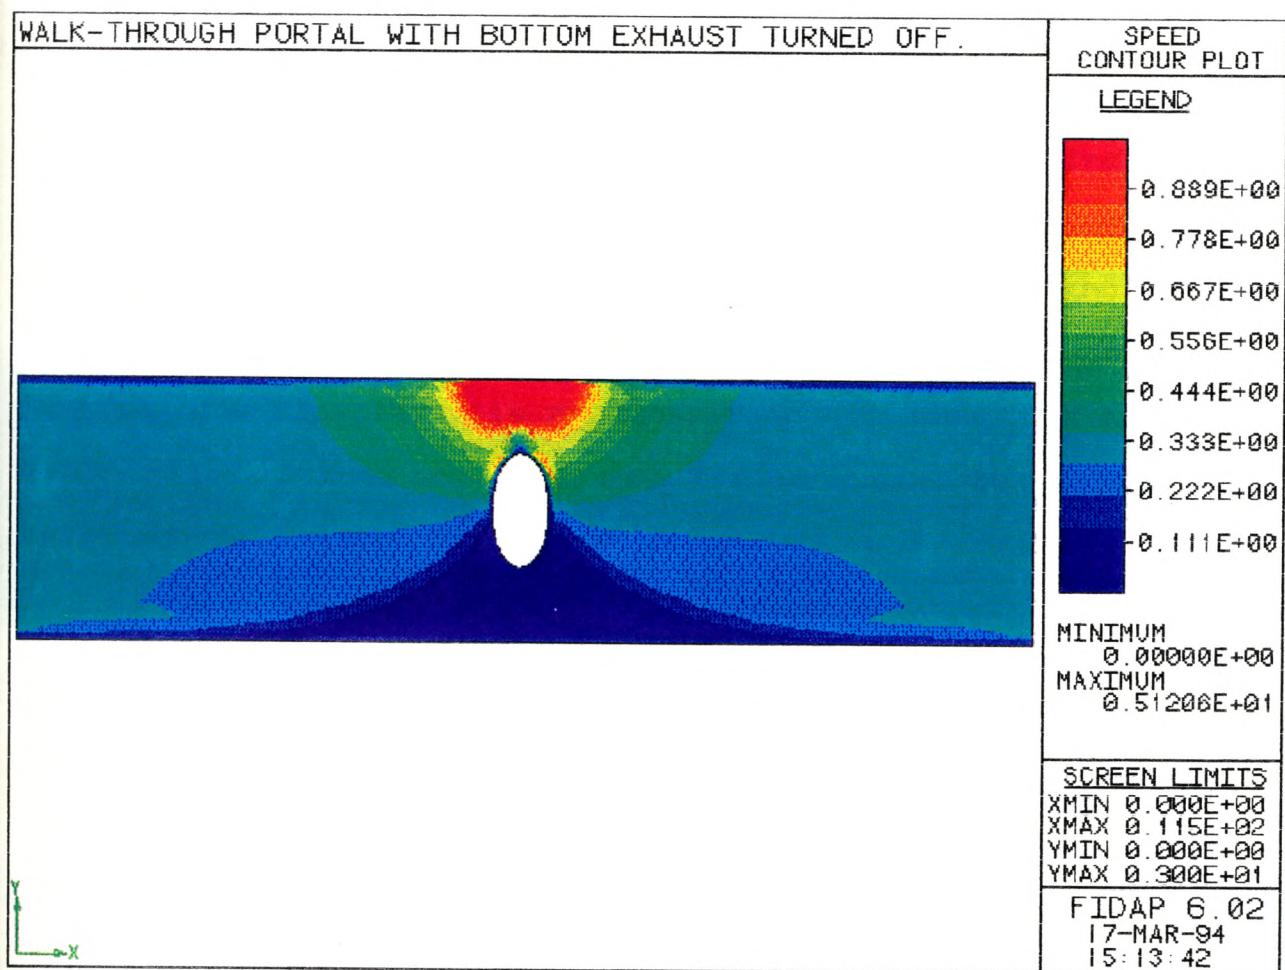 WALK-THROUGH PORTAL WITH BOTTOM EXHAUST TURNED OFF.
SPEED
CONTOUR PLOT
LEGEND
0.889E+00
0.778E+00
0.667E+00
0.556E+00
0.444E+00
0.333E+00
0.222E+00
0.111E+00
MINIMUM
0.00000E+00
MAXIMUM
0.51206E+01
SCREEN LIMITS
XMIN 0.000E+00
XMAX 0.115E+02
YMIN 0.000E+00
YMAX 0.300E+01
FIDAP 6.02
17-MAR-94
15:13:42
Y
X